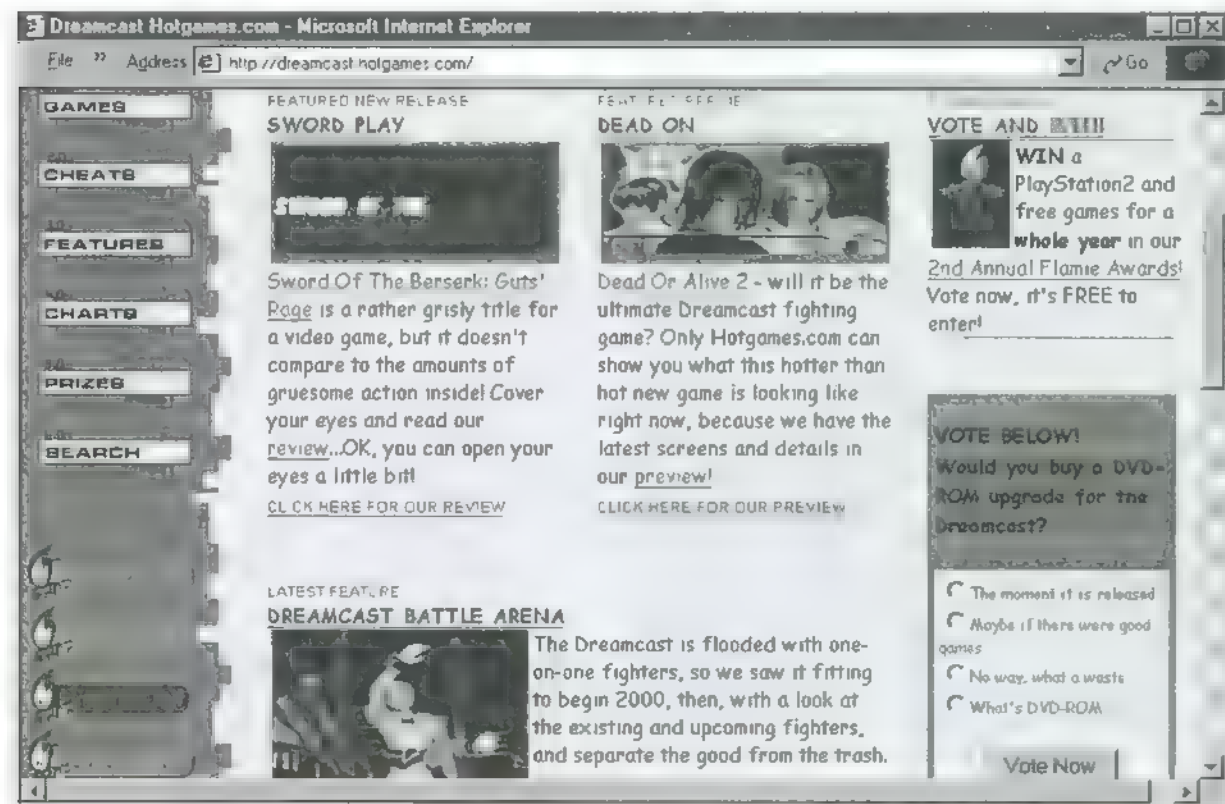 Dreamcast Hotgames.com - Microsoft Internet Explorer
File » Address http://dreamcast.hotgames.com/ Go
GAMES
CHEATS
FEATURES
CHARTS
PRIZES
SEARCH
FEATURED NEW RELEASE
SWORD PLAY
Sword Of The Berserk: Guts'
Rage is a rather grisly title for
a video game, but it doesn't
compare to the amounts of
gruesome action inside! Cover
your eyes and read our
review...OK, you can open your
eyes a little bit!
CLICK HERE FOR OUR REVIEW
DEAD ON
Dead Or Alive 2 - will it be the
ultimate Dreamcast fighting
game? Only Hotgames.com can
show you what this hotter than
hot new game is looking like
right now, because we have the
latest screens and details in
our preview!
CLICK HERE FOR OUR PREVIEW
LATEST FEATURE
DREAMCAST BATTLE ARENA
The Dreamcast is flooded with one-
on-one fighters, so we saw it fitting
to begin 2000, then, with a look at
the existing and upcoming fighters,
and separate the good from the trash.
VOTE AND
WIN a
PlayStation2 and
free games for a
whole year in our
2nd Annual Flamie Awards!
Vote now, it's FREE to
enter!
VOTE BELOW!
Would you buy a DVD-
ROM upgrade for the
Dreamcast?
The moment it is released
Maybe if there were good
games
No way, what a waste
What's DVD-ROM
Vote Now